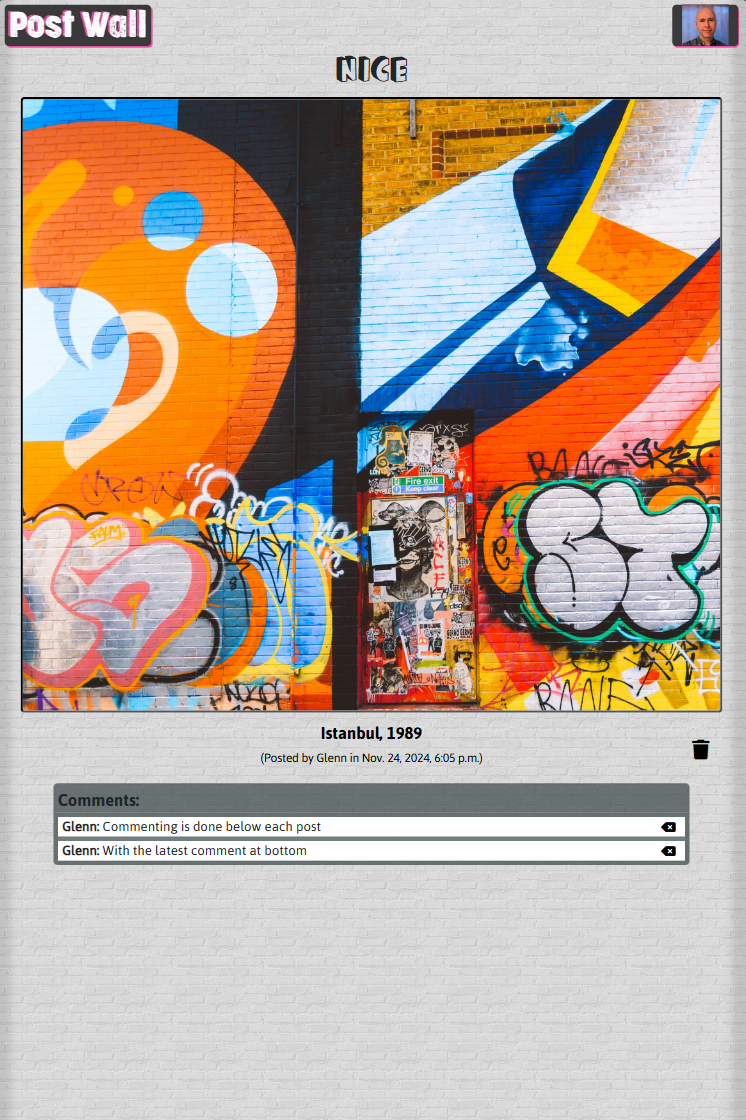 Post Wall
NICE
Fire exit
Keep clear
Istanbul, 1989
(Posted by Glenn in Nov. 24, 2024, 6:05 p.m.)
Comments:
Glenn: Commenting is done below each post
Glenn: With the latest comment at bottom